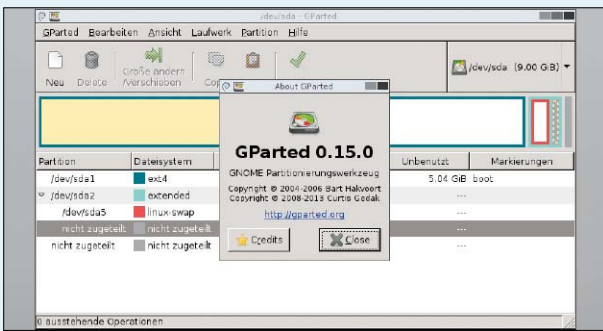 /dev/sda - GParted
GParted Bearbeiten Ansicht Laufwerk Partition Hilfe
Neu Delete Größe ändern /Verschieben
/dev/sda (9.00 GiB)
About GParted
GParted 0.15.0
GNOME Partitionierungswerkzeug
Copyright © 2004-2006 Bart Hakvoort
Copyright © 2008-2013 Curtis Gedak
http://gparted.org
Credits Close
Partition Dateisystem Unbenutzt Markierungen
/dev/sda1 ext4 5.04 GiB boot
/dev/sda2 extended ---
/dev/sda5 linux-swap ---
nicht zugeteilt nicht zugeteilt ---
nicht zugeteilt nicht zugeteilt ---
0 ausstehende Operationen